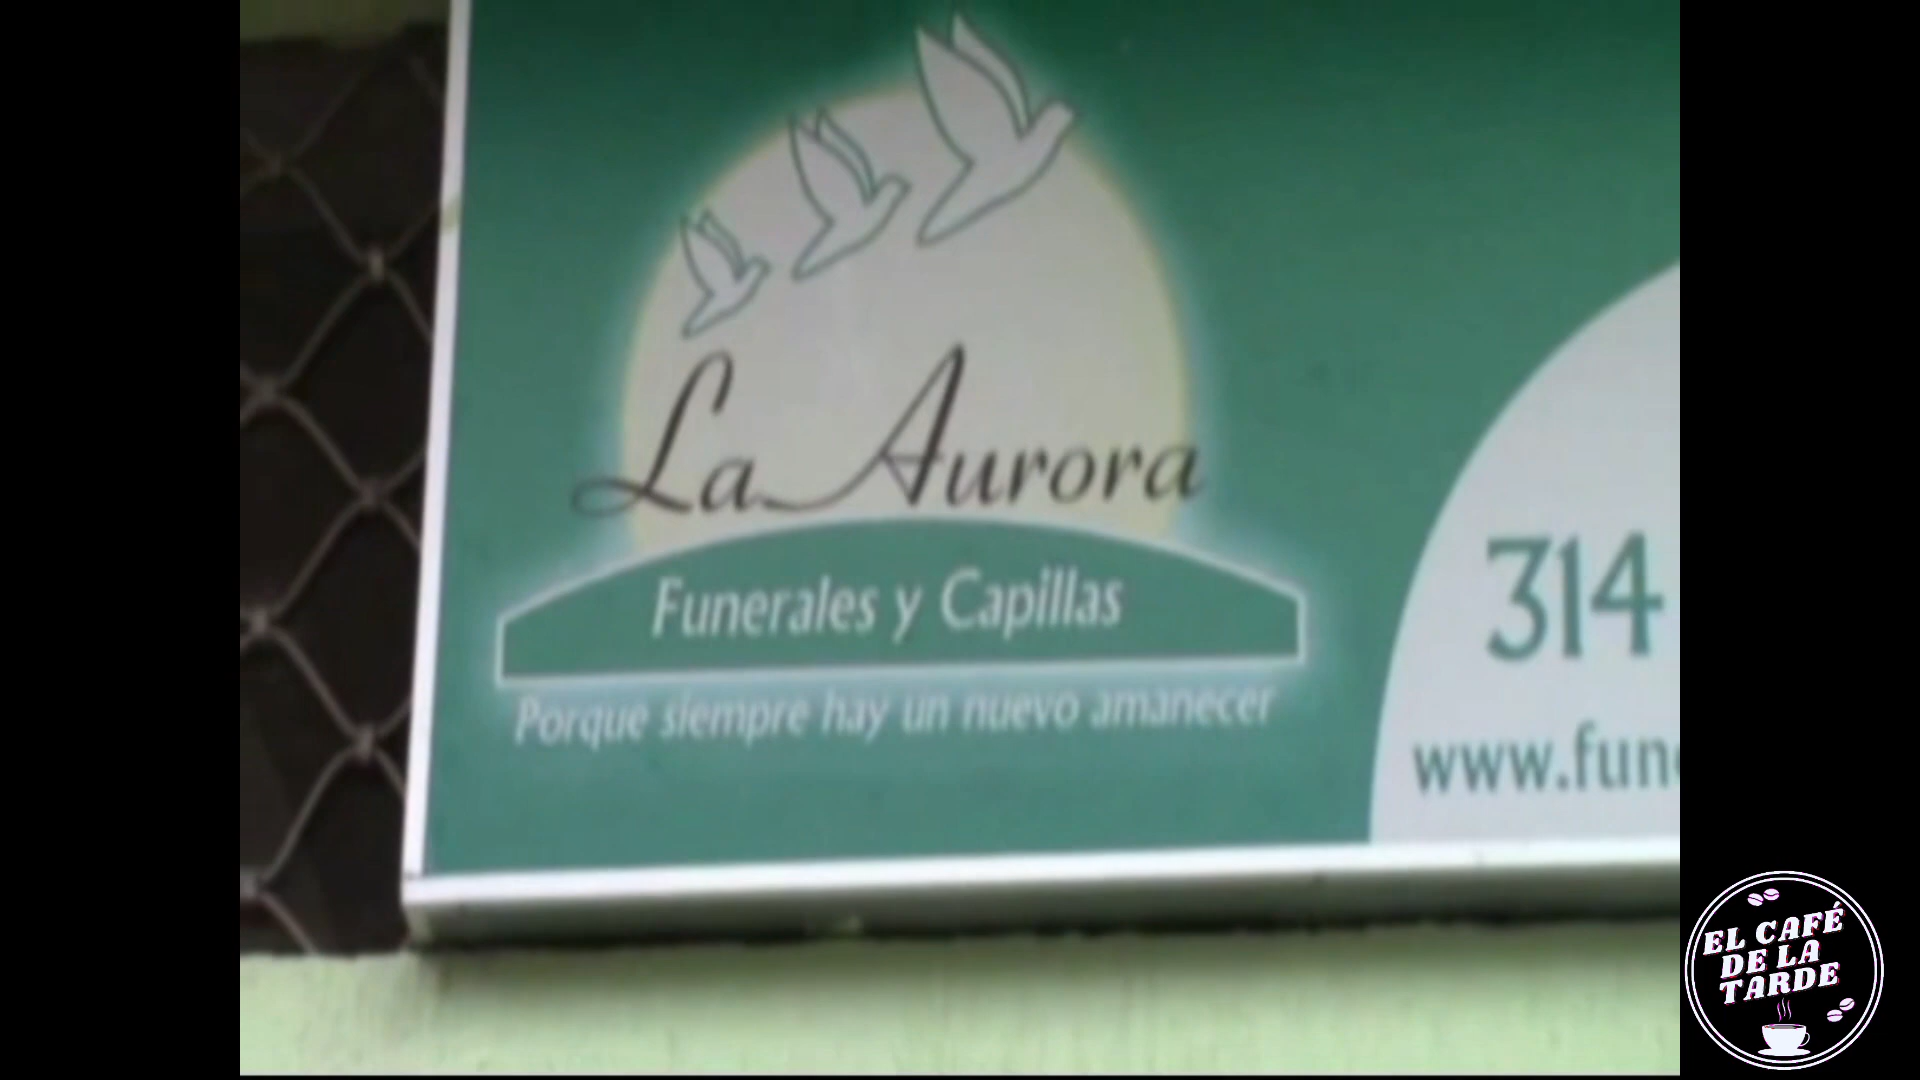 La Aurora
Funerales y Capillas
Porque siempre hay un nuevo amanecer
314
www.fun
EL CAFÉ
DE LA
TARDE